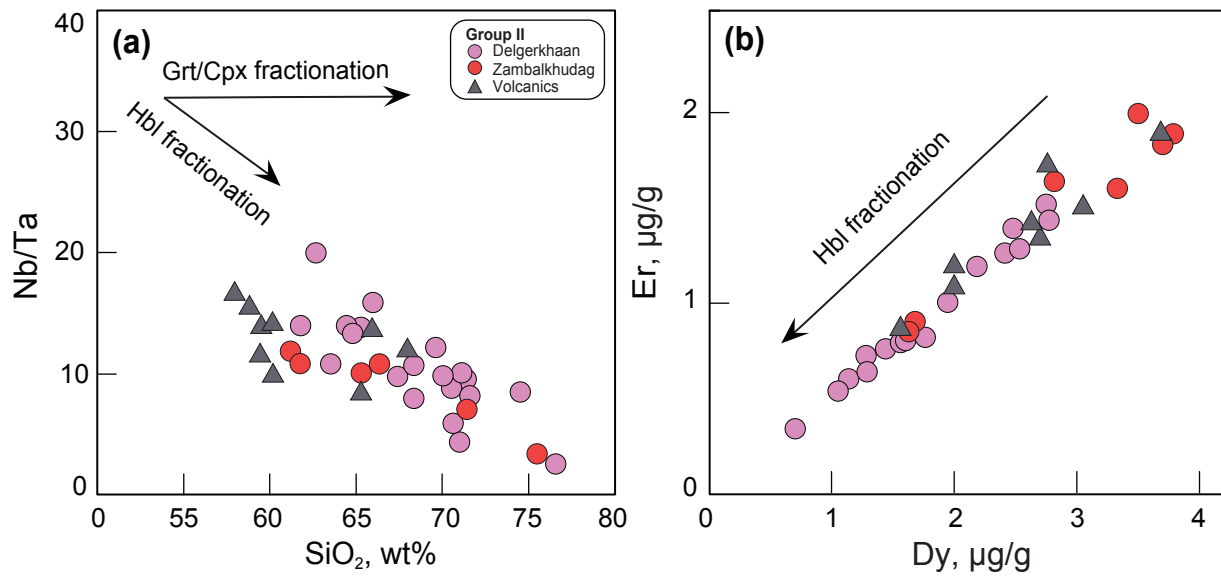 (a)
Grt/Cpx fractionation
Hbl fractionation
Group II
Delgerkhaan
Zambalkhudag
Volcanics
Nb/Ta
40
30
20
10
0
0 55 60 65 70 75 80
SiO₂, wt%
(b)
Hbl fractionation
Er, µg/g
2
1
0
0 1 2 3 4
Dy, µg/g